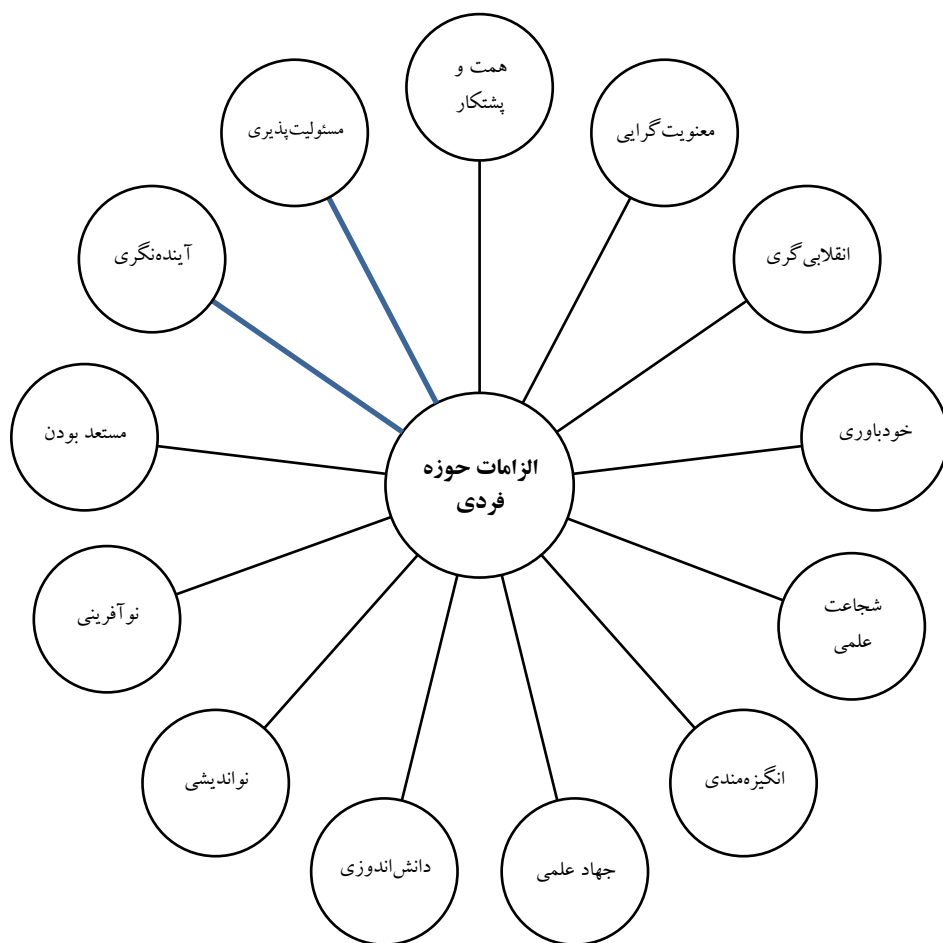 همت و
پشتکار
معنویت‌گرایی
انقلابی‌گری
خودباوری
شجاعت
علمی
انگیزه‌مندی
جهاد علمی
دانش‌اندوزی
نواندیشی
نوآفرینی
مستعد بودن
آینده‌نگری
مسئولیت‌پذیری
الزامات حوزه
فردی